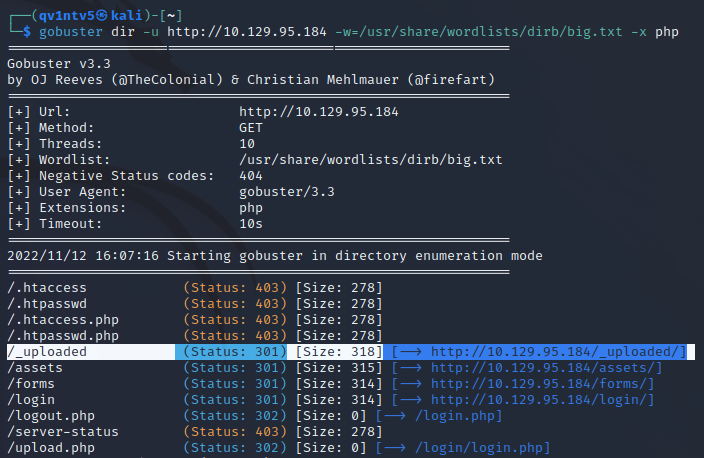 ┌──(qv1ntv5㉿kali)-[~]
└─$ gobuster dir -u http://10.129.95.184 -w=/usr/share/wordlists/dirb/big.txt -x php
===============================================================
Gobuster v3.3
by OJ Reeves (@TheColonial) & Christian Mehlmauer (@firefart)
===============================================================
[+] Url:                     http://10.129.95.184
[+] Method:                  GET
[+] Threads:                 10
[+] Wordlist:                /usr/share/wordlists/dirb/big.txt
[+] Negative Status codes:   404
[+] User Agent:              gobuster/3.3
[+] Extensions:              php
[+] Timeout:                 10s
===============================================================
2022/11/12 16:07:16 Starting gobuster in directory enumeration mode
===============================================================
/.htaccess            (Status: 403) [Size: 278]
/.htpasswd            (Status: 403) [Size: 278]
/.htaccess.php        (Status: 403) [Size: 278]
/.htpasswd.php        (Status: 403) [Size: 278]
/_uploaded            (Status: 301) [Size: 318] [--> http://10.129.95.184/_uploaded/]
/assets               (Status: 301) [Size: 315] [--> http://10.129.95.184/assets/]
/forms                (Status: 301) [Size: 314] [--> http://10.129.95.184/forms/]
/login                (Status: 301) [Size: 314] [--> http://10.129.95.184/login/]
/logout.php           (Status: 302) [Size: 0] [--> /login.php]
/server-status        (Status: 403) [Size: 278]
/upload.php           (Status: 302) [Size: 0] [--> /login/login.php]